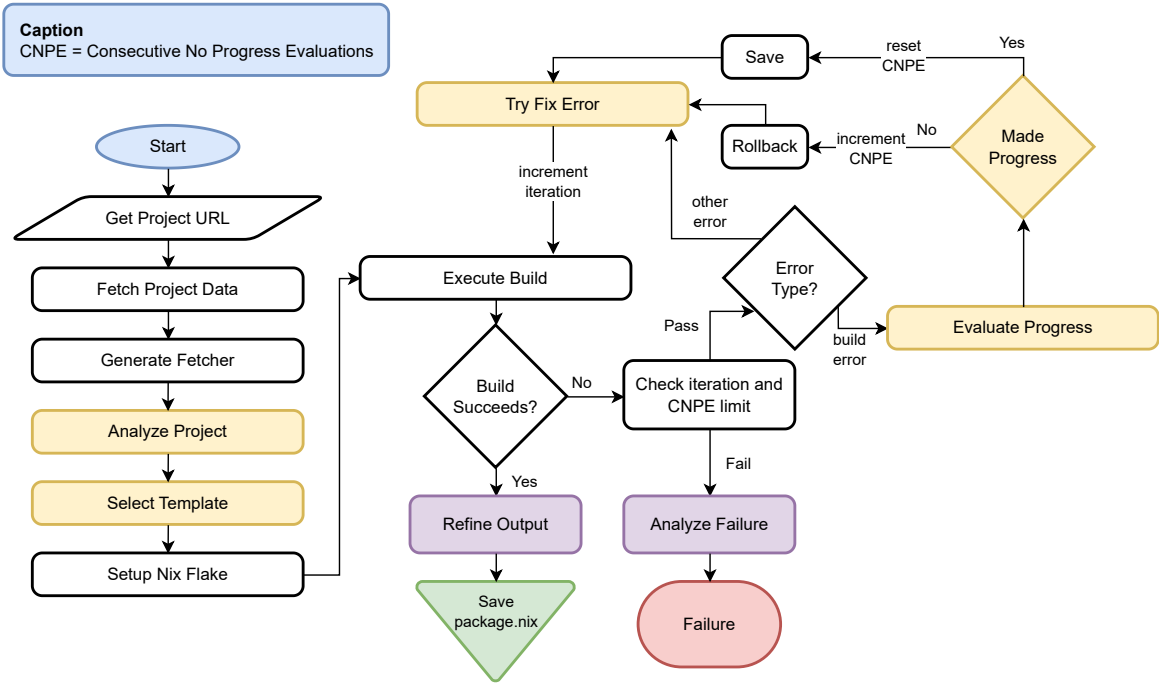 Caption
CNPE = Consecutive No Progress Evaluations
Start
Get Project URL
Fetch Project Data
Generate Fetcher
Analyze Project
Select Template
Setup Nix Flake
Try Fix Error
increment
iteration
Execute Build
Build
Succeeds?
No
Yes
Refine Output
Save
package.nix
Check iteration and
CNPE limit
Pass
Fail
Analyze Failure
Failure
Error
Type?
other
error
build
error
Evaluate Progress
Made
Progress
Yes
reset
CNPE
Save
No
increment
CNPE
Rollback